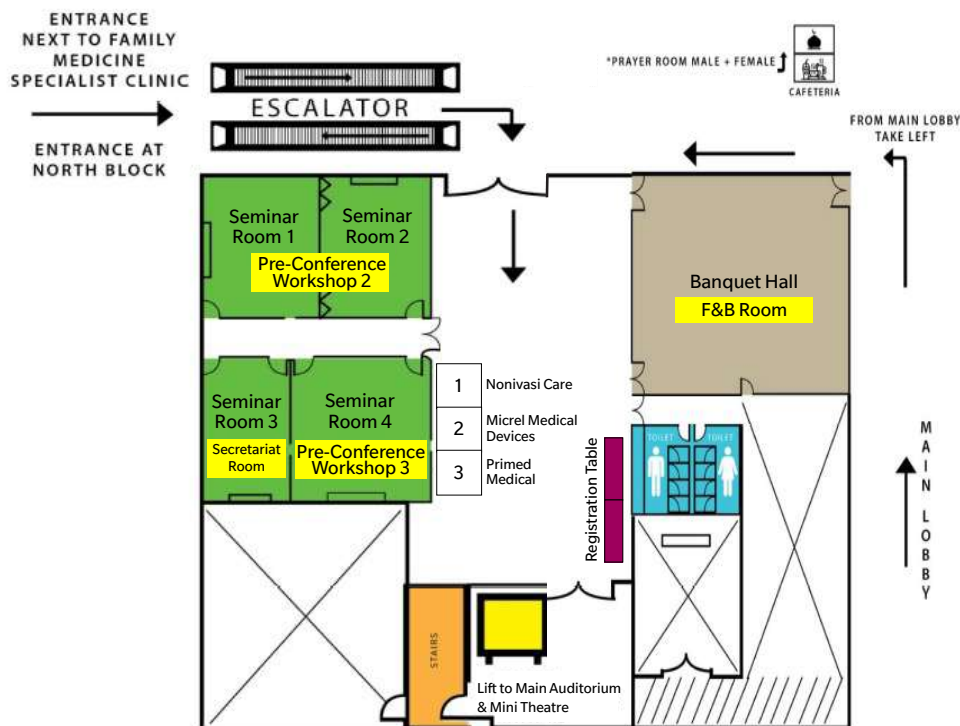 ENTRANCE
NEXT TO FAMILY
MEDICINE
SPECIALIST CLINIC
ENTRANCE AT
NORTH BLOCK
ESCALATOR
*PRAYER ROOM MALE + FEMALE
CAFETERIA
FROM MAIN LOBBY
TAKE LEFT
Seminar
Room 1
Seminar
Room 2
Pre-Conference
Workshop 2
Banquet Hall
F&B Room
Seminar
Room 3
Secretariat
Room
Seminar
Room 4
Pre-Conference
Workshop 3
1
Nonivasi Care
2
Micrel Medical
Devices
3
Primed
Medical
Registration Table
TOILET
TOILET
MAIN LOBBY
STAIRS
Lift to Main Auditorium
& Mini Theatre